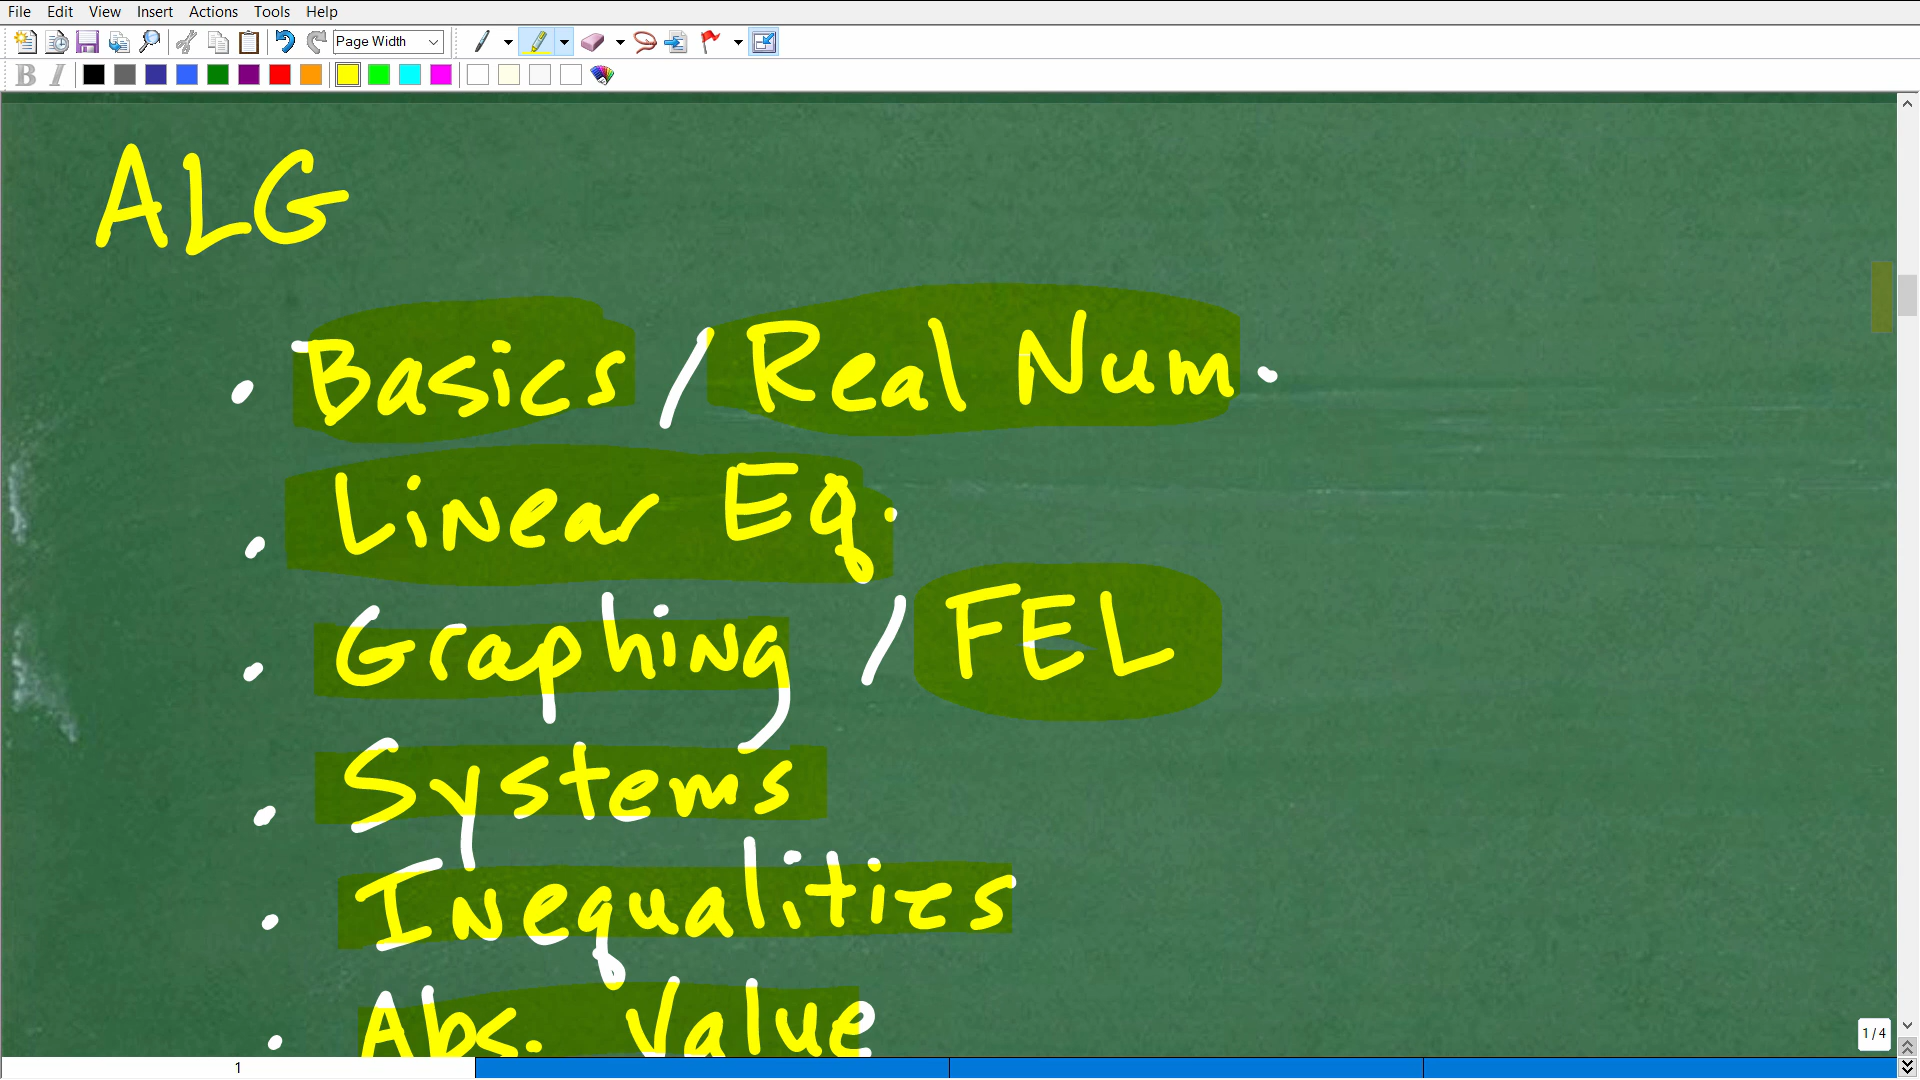 File Edit View Insert Actions Tools Help
Page Width
B I
ALG
. Basics / Real Num.
. Linear Eq.
. Graphing / FEL
. Systems
. Inequalities
. Abs. Value
1 / 4
1